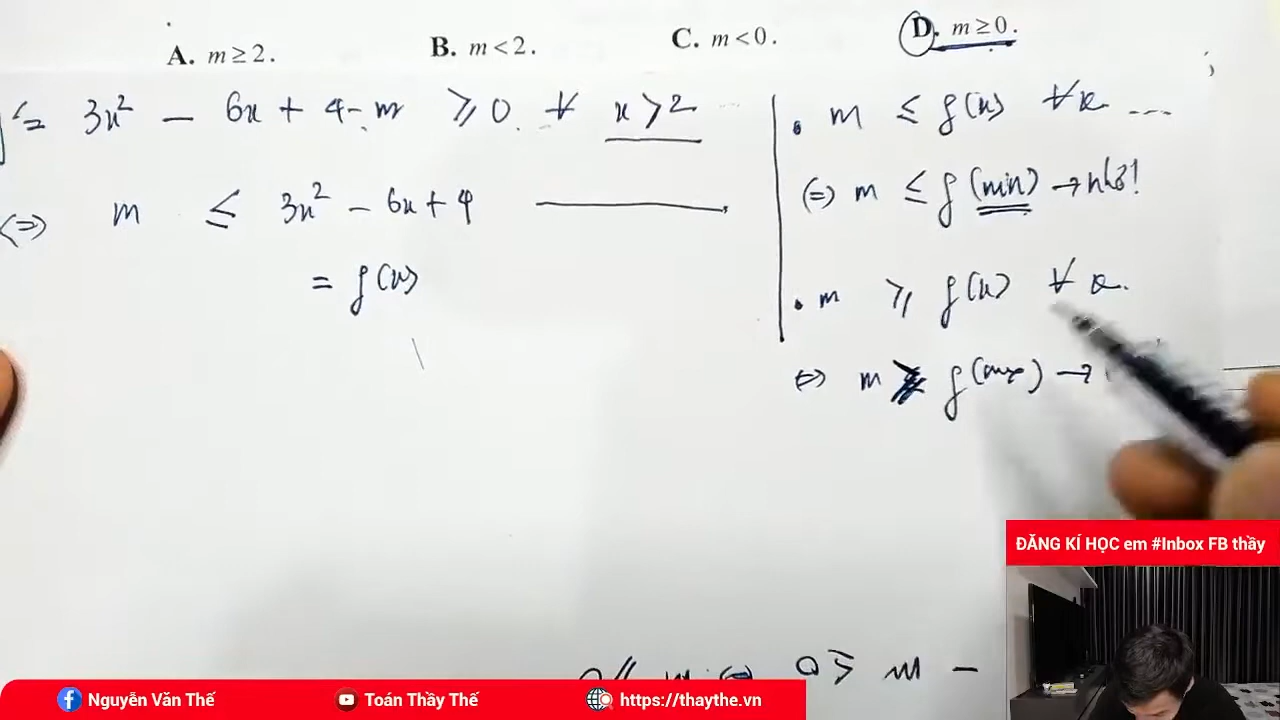 A. m ≥ 2. B. m < 2. C. m < 0. D. m ≥ 0.
y' = 3x² - 6x + 4 - m ≥ 0 ∀ x > 2
⇔ m ≤ 3x² - 6x + 4
= f(x)
• m ≤ f(x) ∀x ...
⇔ m ≤ f(min) → nhỏ!
• m ≥ f(x) ∀ x.
⇔ m ≥ f(max) →
ĐĂNG KÍ HỌC em #Inbox FB thầy
Nguyễn Văn Thế Toán Thầy Thế https://thaythe.vn